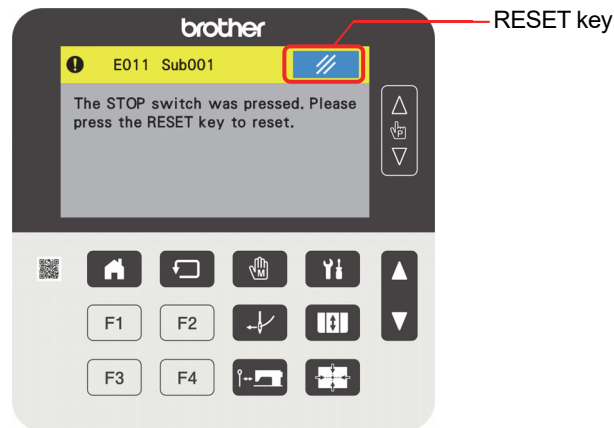 brother
RESET key
E011 Sub001
The STOP switch was pressed. Please
press the RESET key to reset.
P
M
F1 F2
F3 F4